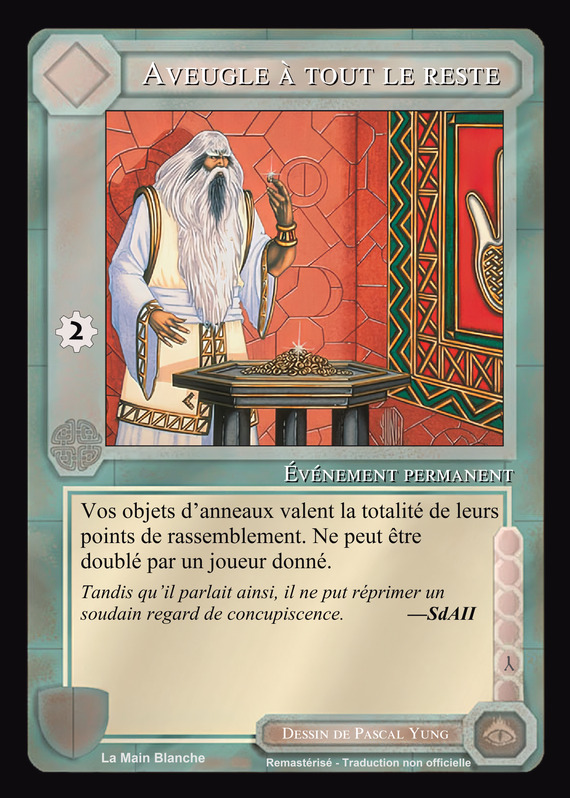 Aveugle à tout le reste
2
Événement permanent
Vos objets d'anneaux valent la totalité de leurs
points de rassemblement. Ne peut être
doublé par un joueur donné.
Tandis qu'il parlait ainsi, il ne put réprimer un
soudain regard de concupiscence. —SdAII
Dessin de Pascal Yung
La Main Blanche
Remastérisé - Traduction non officielle